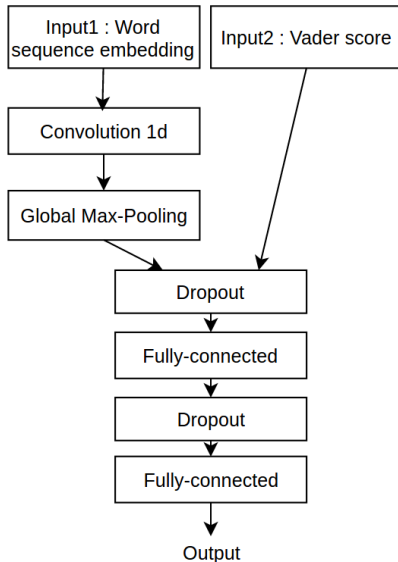 Input1 : Word
sequence embedding
Input2 : Vader score
Convolution 1d
Global Max-Pooling
Dropout
Fully-connected
Dropout
Fully-connected
Output